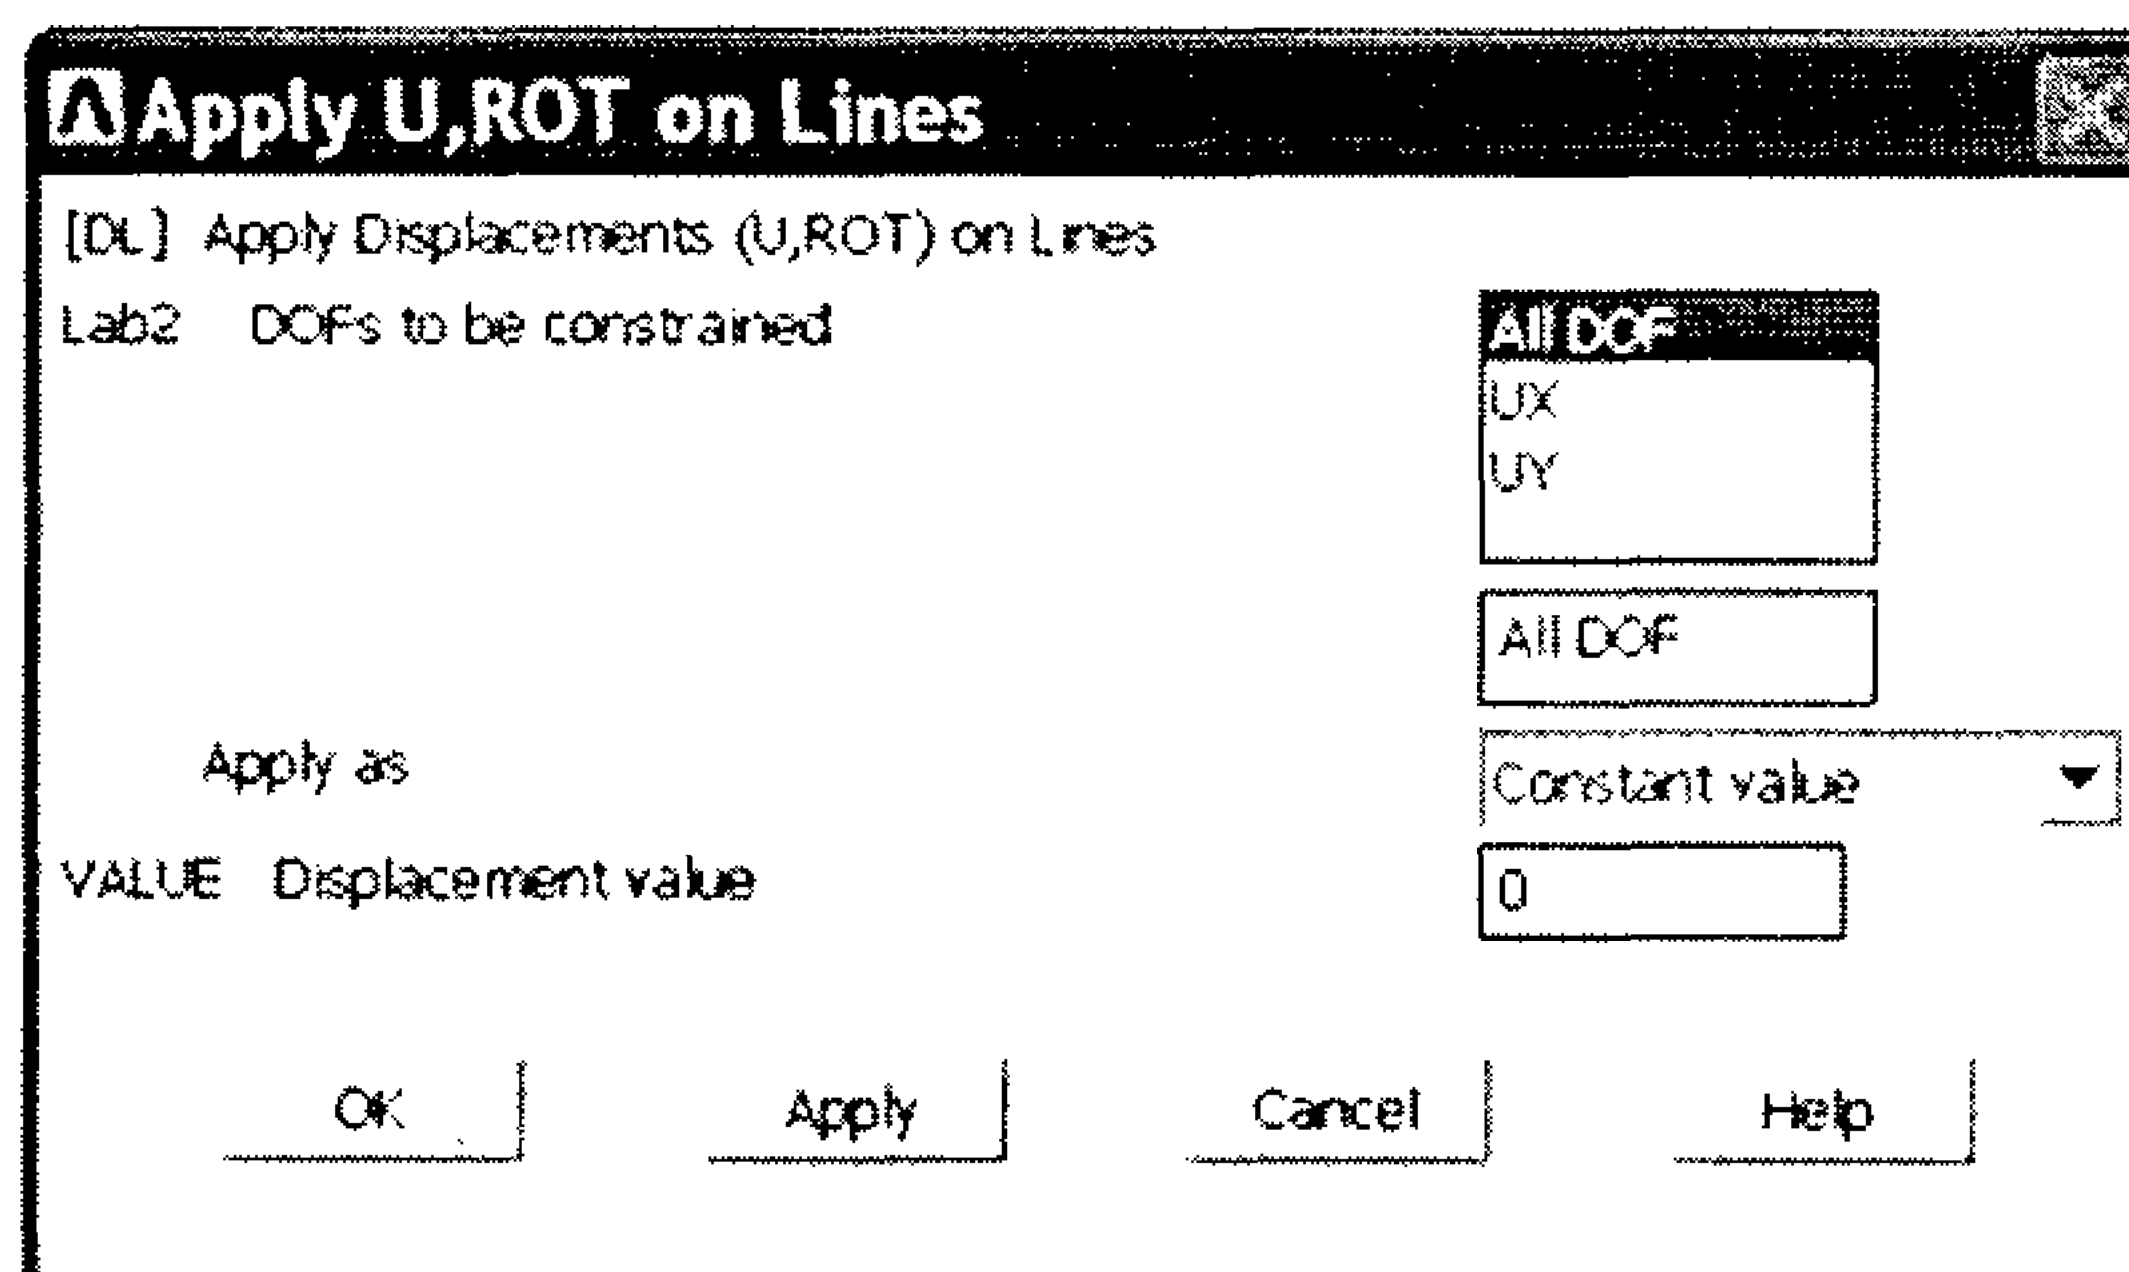 Apply U,ROT on Lines
[DL] Apply Displacements (U,ROT) on Lines
Lab2 DOFs to be constrained
All DOF
UX
UY
All DOF
Apply as
Constant value
VALUE Displacement value
0
OK Apply Cancel Help